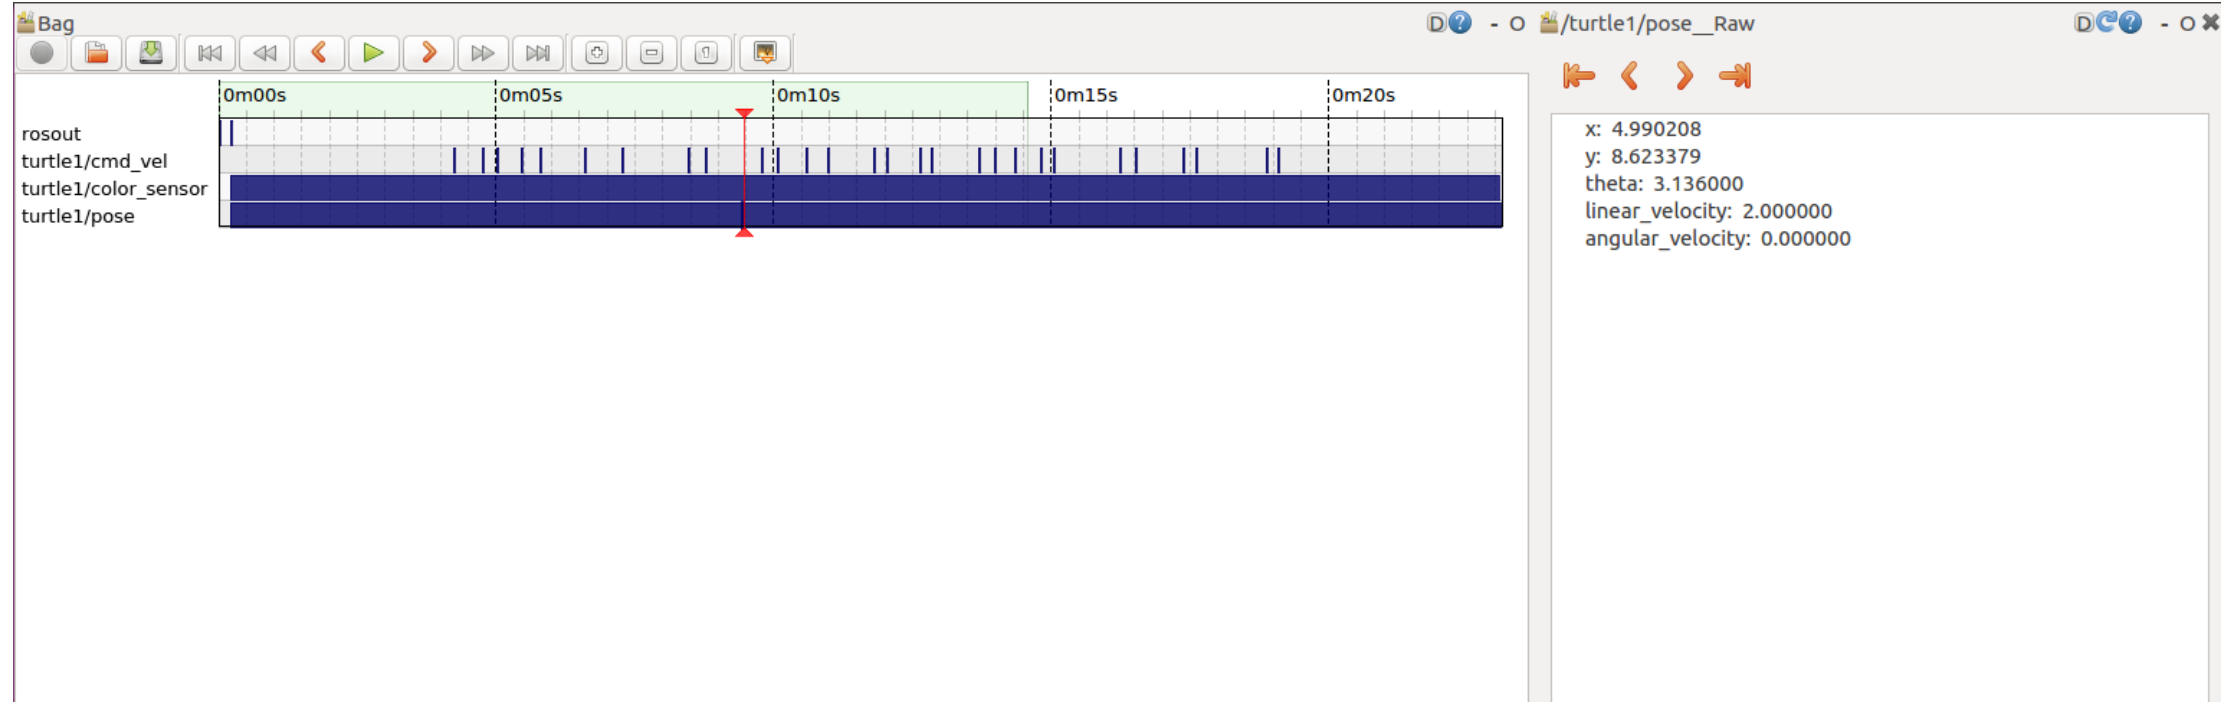 Bag
D ? - O
/turtle1/pose__Raw
D ? - O
0m00s 0m05s 0m10s 0m15s 0m20s
rosout
turtle1/cmd_vel
turtle1/color_sensor
turtle1/pose
x: 4.990208
y: 8.623379
theta: 3.136000
linear_velocity: 2.000000
angular_velocity: 0.000000